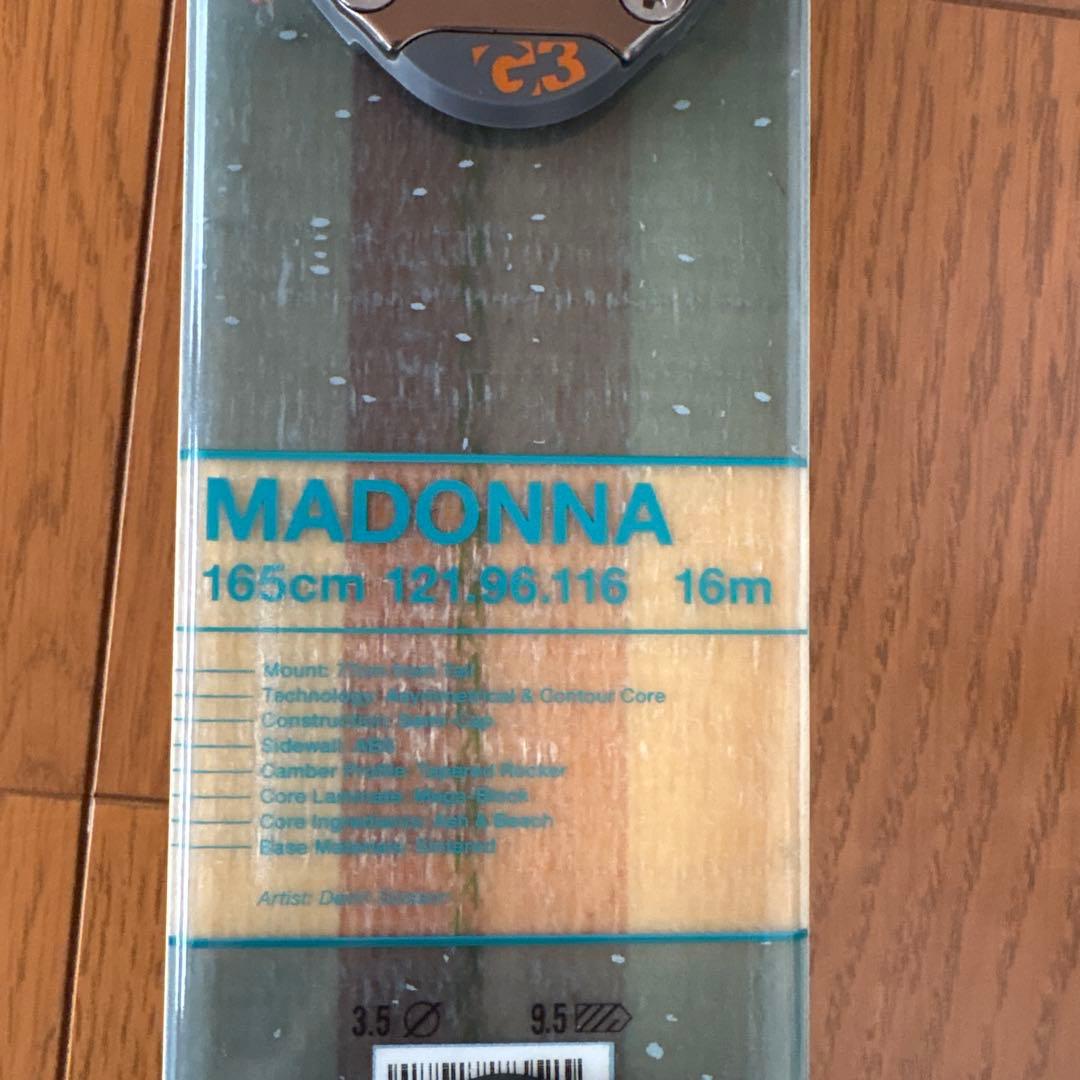 G3
MADONNA
165cm 121.96.116 16m
Mount: from Tail
Technology: Asymmetrical & Contour Core
Construction: Semi-Cap
Sidewall: ABS
Camber Profile: Tapered Rocker
Core Laminate: Mega-Block
Core Ingredients: Ash & Beech
Base Materials: Sintered
Artist:
3.5 Ø 9.5